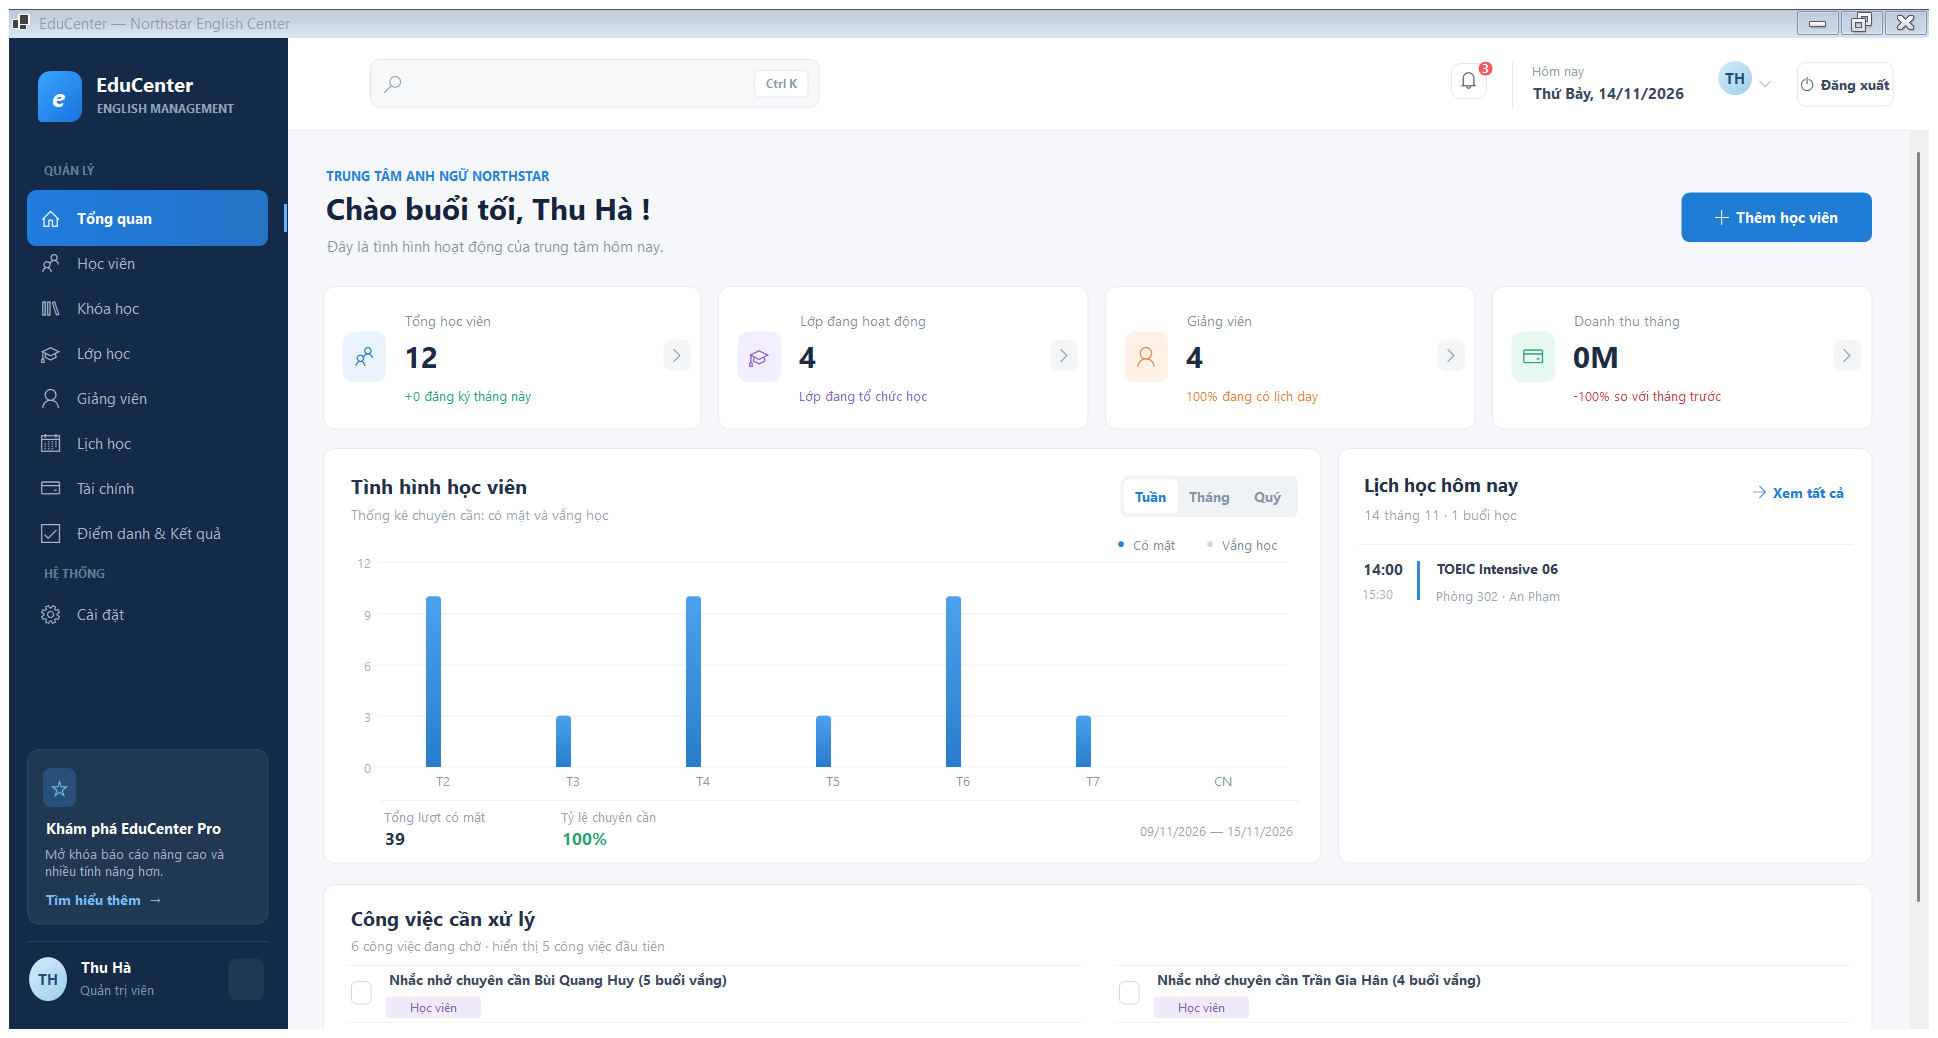 EduCenter — Northstar English Center
e
EduCenter
ENGLISH MANAGEMENT
QUẢN LÝ
Tổng quan
Học viên
Khóa học
Lớp học
Giảng viên
Lịch học
Tài chính
Điểm danh & Kết quả
HỆ THỐNG
Cài đặt
Khám phá EduCenter Pro
Mở khóa báo cáo nâng cao và
nhiều tính năng hơn.
Tìm hiểu thêm →
TH
Thu Hà
Quản trị viên
Ctrl K
3
Hôm nay
Thứ Bảy, 14/11/2026
TH
Đăng xuất
TRUNG TÂM ANH NGỮ NORTHSTAR
Chào buổi tối, Thu Hà !
Đây là tình hình hoạt động của trung tâm hôm nay.
Thêm học viên
Tổng học viên
12
+0 đăng ký tháng này
Lớp đang hoạt động
4
Lớp đang tổ chức học
Giảng viên
4
100% đang có lịch dạy
Doanh thu tháng
0M
-100% so với tháng trước
Tình hình học viên
Thống kê chuyên cần: có mặt và vắng học
Tuần Tháng Quý
Có mặt Vắng học
12
9
6
3
0
T2 T3 T4 T5 T6 T7 CN
Tổng lượt có mặt
39
Tỷ lệ chuyên cần
100%
09/11/2026 — 15/11/2026
Lịch học hôm nay
14 tháng 11 · 1 buổi học
Xem tất cả
14:00
15:30
TOEIC Intensive 06
Phòng 302 · An Phạm
Công việc cần xử lý
6 công việc đang chờ · hiển thị 5 công việc đầu tiên
Nhắc nhở chuyên cần Bùi Quang Huy (5 buổi vắng)
Học viên
Nhắc nhở chuyên cần Trần Gia Hân (4 buổi vắng)
Học viên